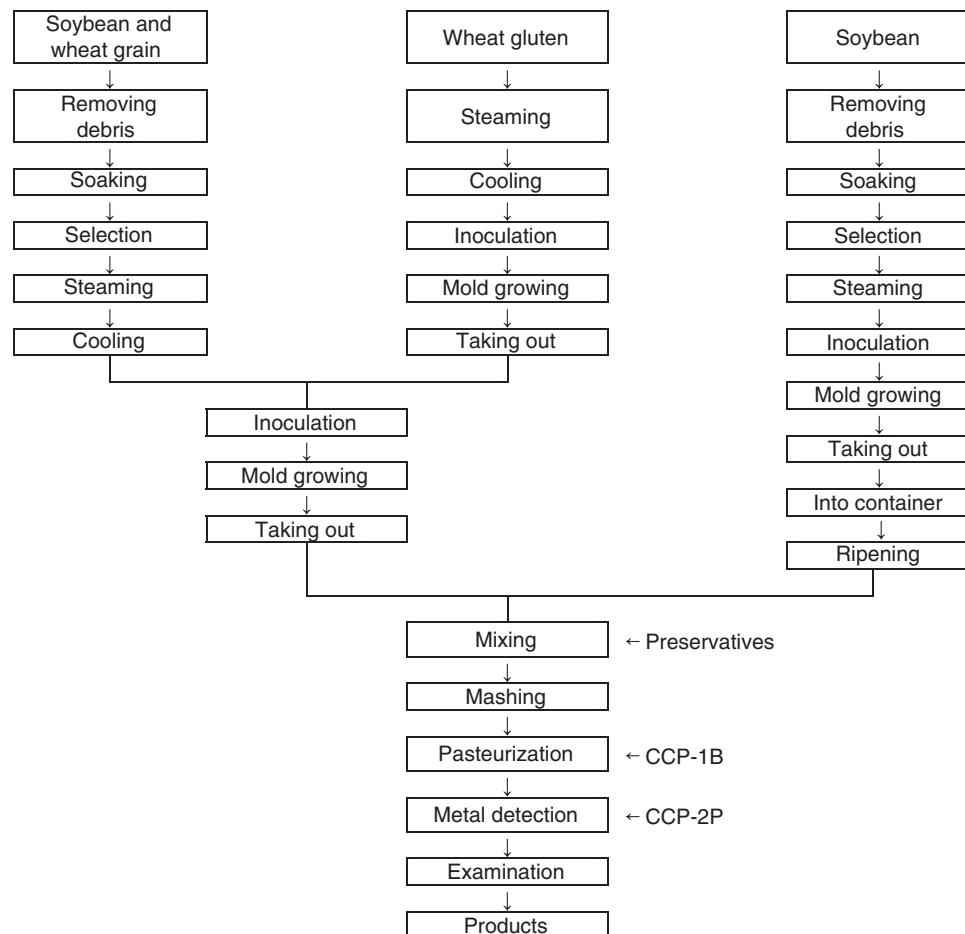 Soybean and
wheat grain
Removing
debris
Soaking
Selection
Steaming
Cooling
Wheat gluten
Steaming
Cooling
Inoculation
Mold growing
Taking out
Inoculation
Mold growing
Taking out
Soybean
Removing
debris
Soaking
Selection
Steaming
Inoculation
Mold growing
Taking out
Into container
Ripening
Mixing
← Preservatives
Mashing
Pasteurization
← CCP-1B
Metal detection
← CCP-2P
Examination
Products